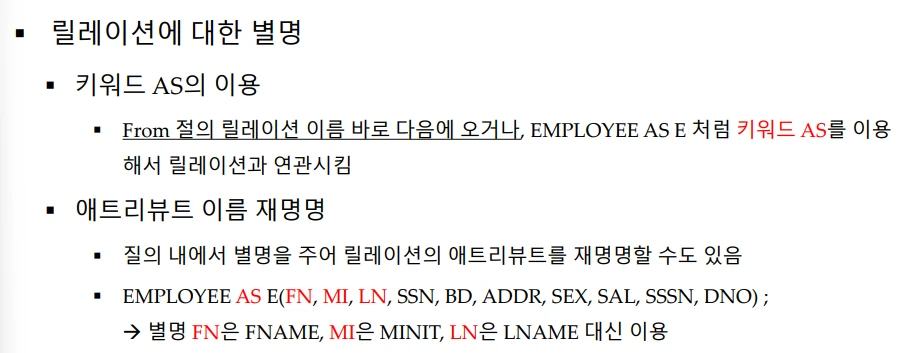 ▪ 릴레이션에 대한 별명
▪ 키워드 AS의 이용
▪ From 절의 릴레이션 이름 바로 다음에 오거나, EMPLOYEE AS E 처럼 키워드 AS를 이용
해서 릴레이션과 연관시킴
▪ 애트리뷰트 이름 재명명
▪ 질의 내에서 별명을 주어 릴레이션의 애트리뷰트를 재명명할 수도 있음
▪ EMPLOYEE AS E(FN, MI, LN, SSN, BD, ADDR, SEX, SAL, SSSN, DNO) ;
→ 별명 FN은 FNAME, MI은 MINIT, LN은 LNAME 대신 이용